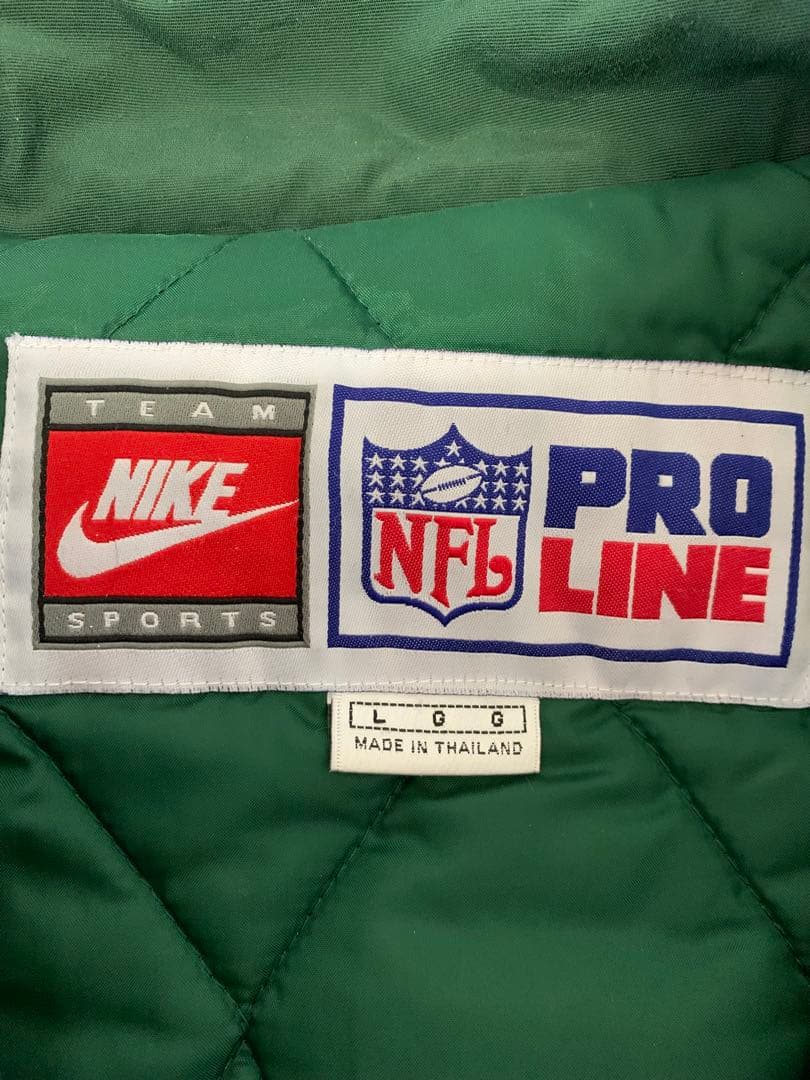 TEAM
NIKE
SPORTS
NFL
PRO
LINE
L G G
MADE IN THAILAND